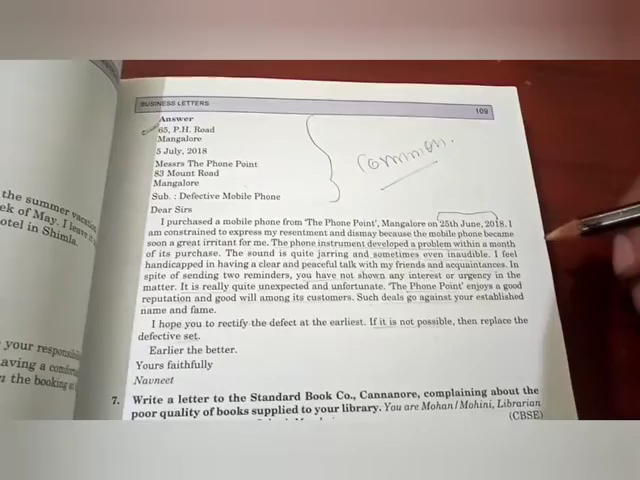 BUSINESS LETTERS
109
Answer
65, P.H. Road
Mangalore
5 July, 2018
Messrs The Phone Point
83 Mount Road
Mangalore
Common.
Sub. : Defective Mobile Phone
Dear Sirs
I purchased a mobile phone from 'The Phone Point', Mangalore on 25th June, 2018. I
am constrained to express my resentment and dismay because the mobile phone became
soon a great irritant for me. The phone instrument developed a problem within a month
of its purchase. The sound is quite jarring and sometimes even inaudible. I feel
handicapped in having a clear and peaceful talk with my friends and acquaintances. In
spite of sending two reminders, you have not shown any interest or urgency in the
matter. It is really quite unexpected and unfortunate. 'The Phone Point' enjoys a good
reputation and good will among its customers. Such deals go against your established
name and fame.
I hope you to rectify the defect at the earliest. If it is not possible, then replace the
defective set.
Earlier the better.
Yours faithfully
Navneet
7. Write a letter to the Standard Book Co., Cannanore, complaining about the
poor quality of books supplied to your library. You are Mohan/Mohini, Librarian
(CBSE)
the summer vacation
ek of May. I leave it
otel in Shimla.
your responsib
aving a comfor
n the booking at